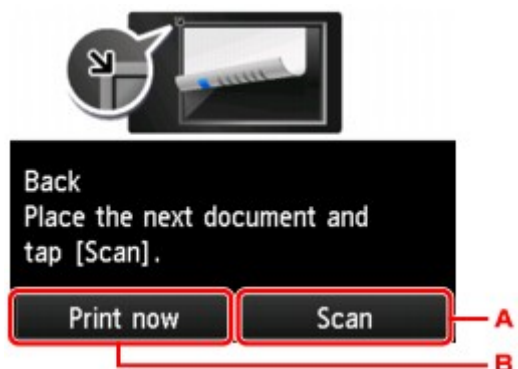 Back
Place the next document and
tap [Scan].
Print now Scan A
B